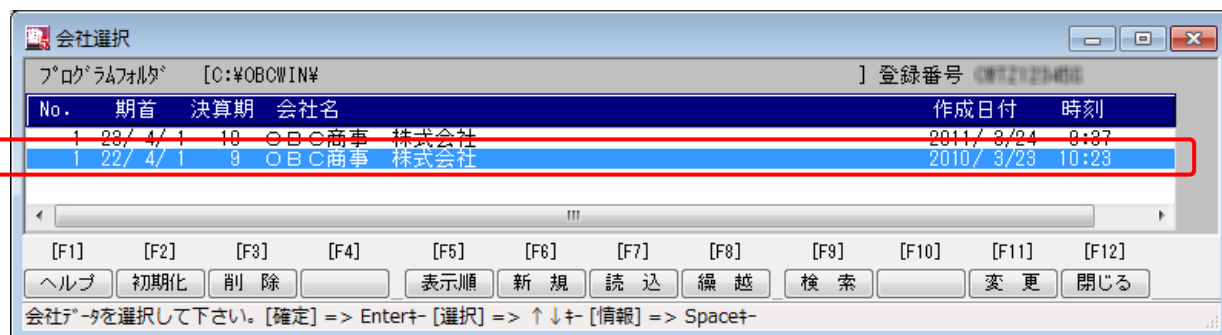 会社選択
プログラムフォルダ [C:¥OBCWIN¥ ] 登録番号
No. 期首 決算期 会社名 作成日付 時刻
1 23/ 4/ 1 10 ＯＢＣ商事 株式会社 2011/ 3/24 9:37
1 22/ 4/ 1 9 ＯＢＣ商事 株式会社 2010/ 3/23 10:23
[F1] [F2] [F3] [F4] [F5] [F6] [F7] [F8] [F9] [F10] [F11] [F12]
ヘルプ 初期化 削 除 表示順 新 規 読 込 繰 越 検 索 変 更 閉じる
会社ﾃﾞｰﾀを選択して下さい。[確定] => Enterｷｰ [選択] => ↑↓ｷｰ [情報] => Spaceｷｰ